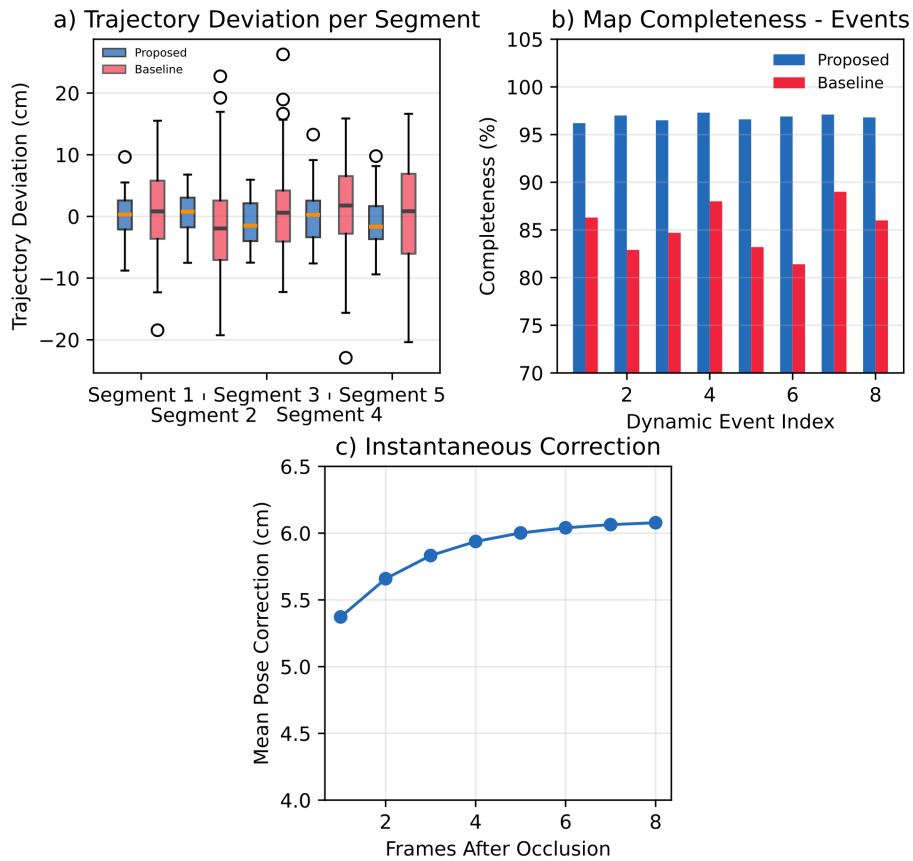 a) Trajectory Deviation per Segment
Proposed
Baseline
Trajectory Deviation (cm)
20
10
0
−10
−20
Segment 1
Segment 2
Segment 3
Segment 4
Segment 5
b) Map Completeness - Events
Proposed
Baseline
Completeness (%)
105
100
95
90
85
80
75
70
2 4 6 8
Dynamic Event Index
c) Instantaneous Correction
Mean Pose Correction (cm)
6.5
6.0
5.5
5.0
4.5
4.0
2 4 6 8
Frames After Occlusion